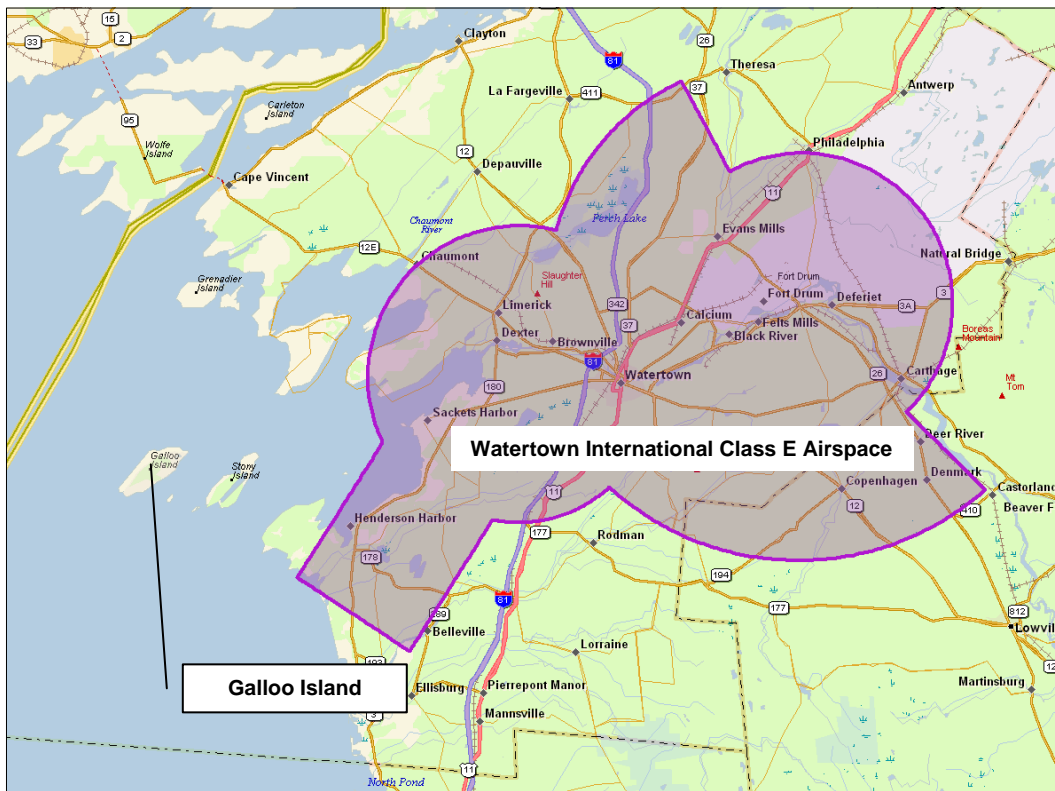 15
33
2
Clayton
81
26
Theresa
37
La Fargeville
411
Antwerp
Carleton
Island
95
Wolfe
Island
12
Depauville
Philadelphia
Cape Vincent
11
Chaumont
River
Perch Lake
Evans Mills
12E
Chaumont
Natural Bridge
Grenadier
Island
Slaughter
Hill
Fort Drum
Fort Drum
Deferiet
3
3A
Limerick
342
37
Calcium
Felts Mills
Black River
Boreas
Mountain
Dexter
Brownville
81
Watertown
26
Carthage
Mt
Tom
180
Sackets Harbor
Watertown International Class E Airspace
Deer River
Galloo
Island
Stony
Island
Denmark
Copenhagen
Castorland
11
12
410
Beaver F
Henderson Harbor
177
Rodman
178
194
177
81
289
812
Belleville
Lowvill
Lorraine
12
193
Galloo Island
Ellisburg
Pierrepont Manor
Martinsburg
3
Mannsville
11
North Pond